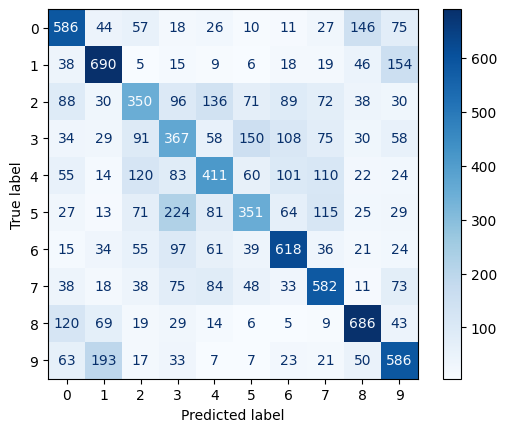 0 586 44 57 18 26 10 11 27 146 75
1 38 690 5 15 9 6 18 19 46 154
2 88 30 350 96 136 71 89 72 38 30
3 34 29 91 367 58 150 108 75 30 58
4 55 14 120 83 411 60 101 110 22 24
5 27 13 71 224 81 351 64 115 25 29
6 15 34 55 97 61 39 618 36 21 24
7 38 18 38 75 84 48 33 582 11 73
8 120 69 19 29 14 6 5 9 686 43
9 63 193 17 33 7 7 23 21 50 586
0 1 2 3 4 5 6 7 8 9
Predicted label
True label
600
500
400
300
200
100